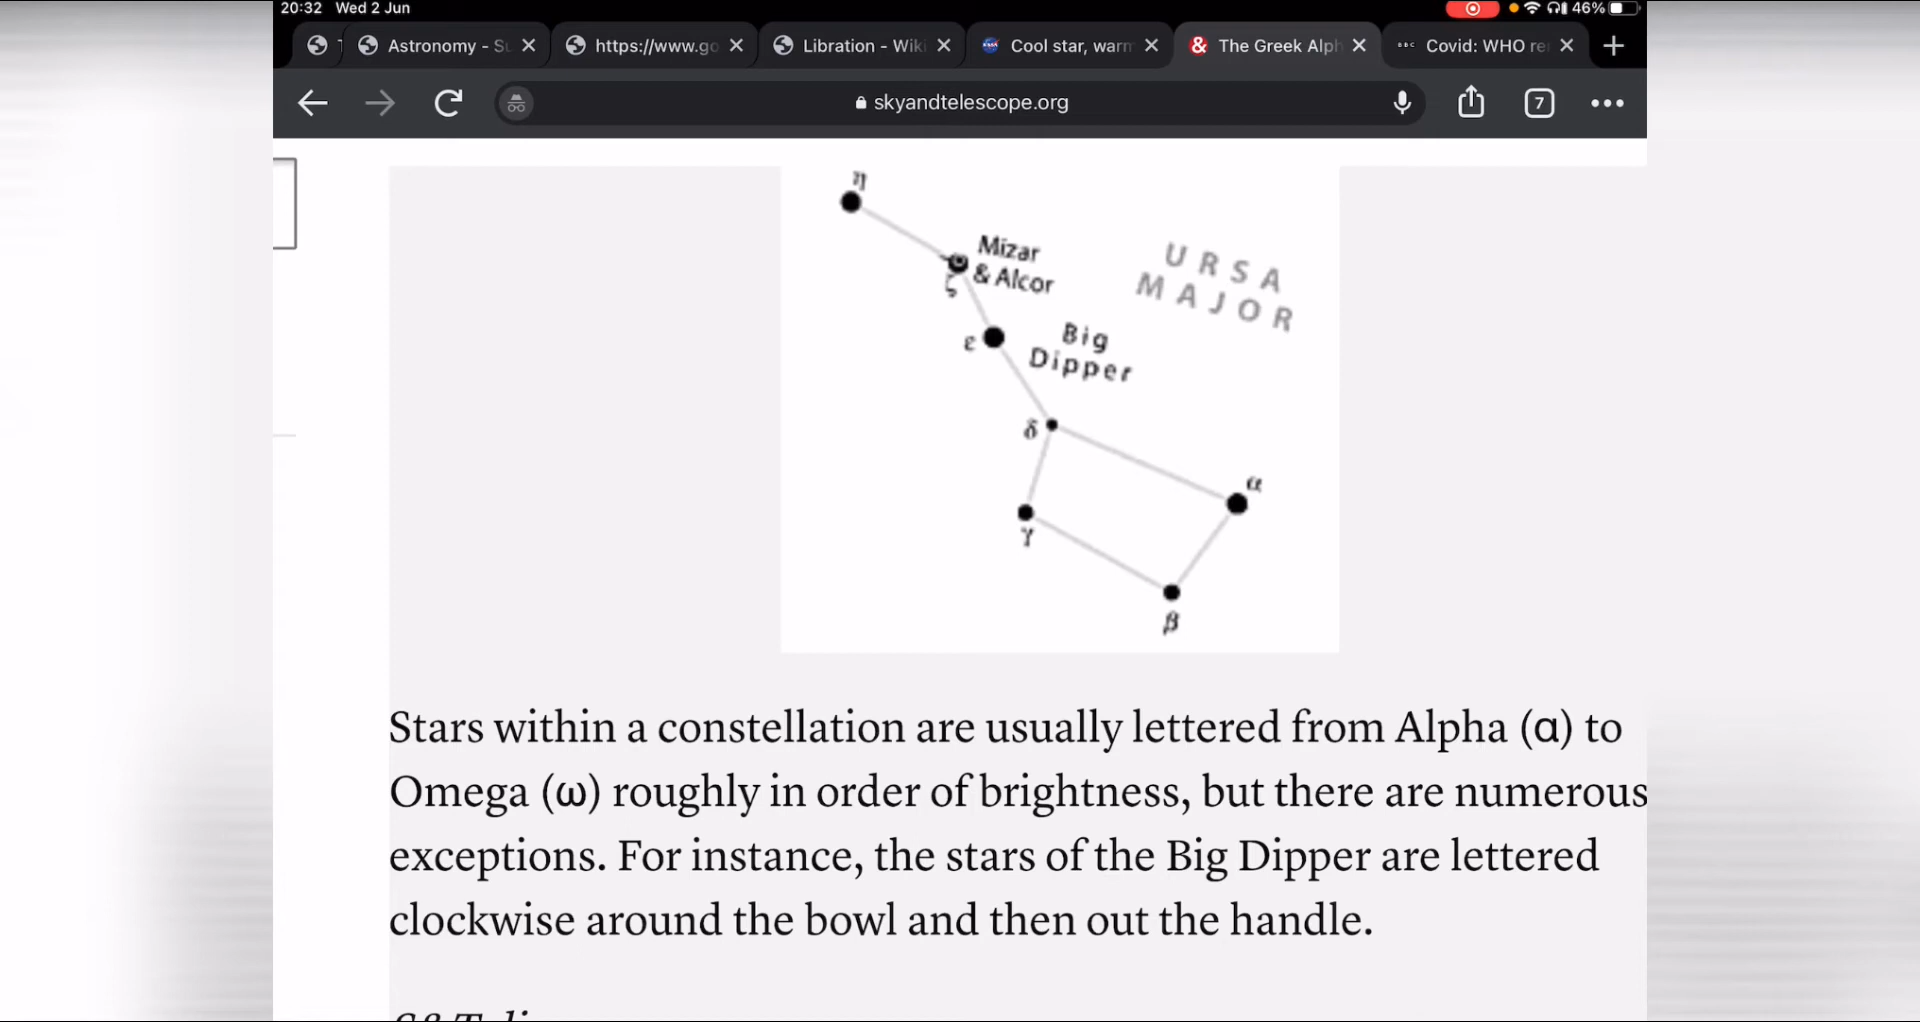 20:32 Wed 2 Jun 46%
Astronomy - S https://www.go Libration - Wiki Cool star, warm & The Greek Alph BBC Covid: WHO re
skyandtelescope.org 7
η
Mizar
& Alcor
ζ
URSA
MAJOR
ε
Big
Dipper
δ
α
γ
β
Stars within a constellation are usually lettered from Alpha (α) to
Omega (ω) roughly in order of brightness, but there are numerous
exceptions. For instance, the stars of the Big Dipper are lettered
clockwise around the bowl and then out the handle.